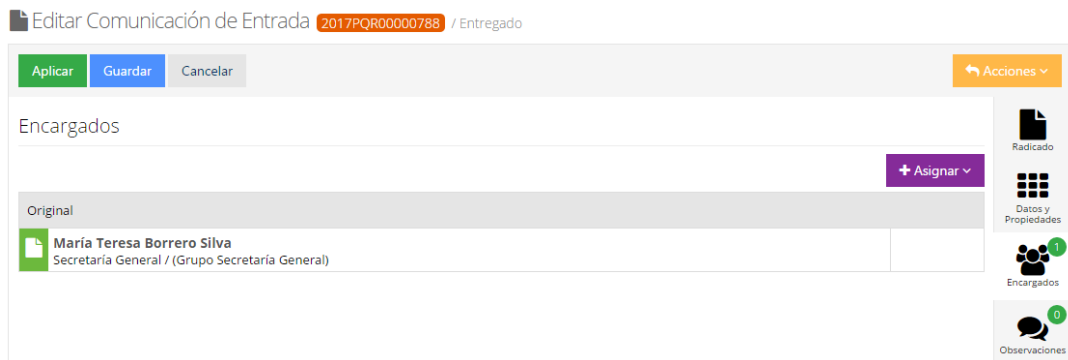 Editar Comunicación de Entrada 2017PQR00000788 / Entregado
Aplicar Guardar Cancelar Acciones
Encargados
Radicado
Asignar
Datos y
Propiedades
Original
María Teresa Borrero Silva
Secretaría General / (Grupo Secretaría General)
1
Encargados
0
Observaciones